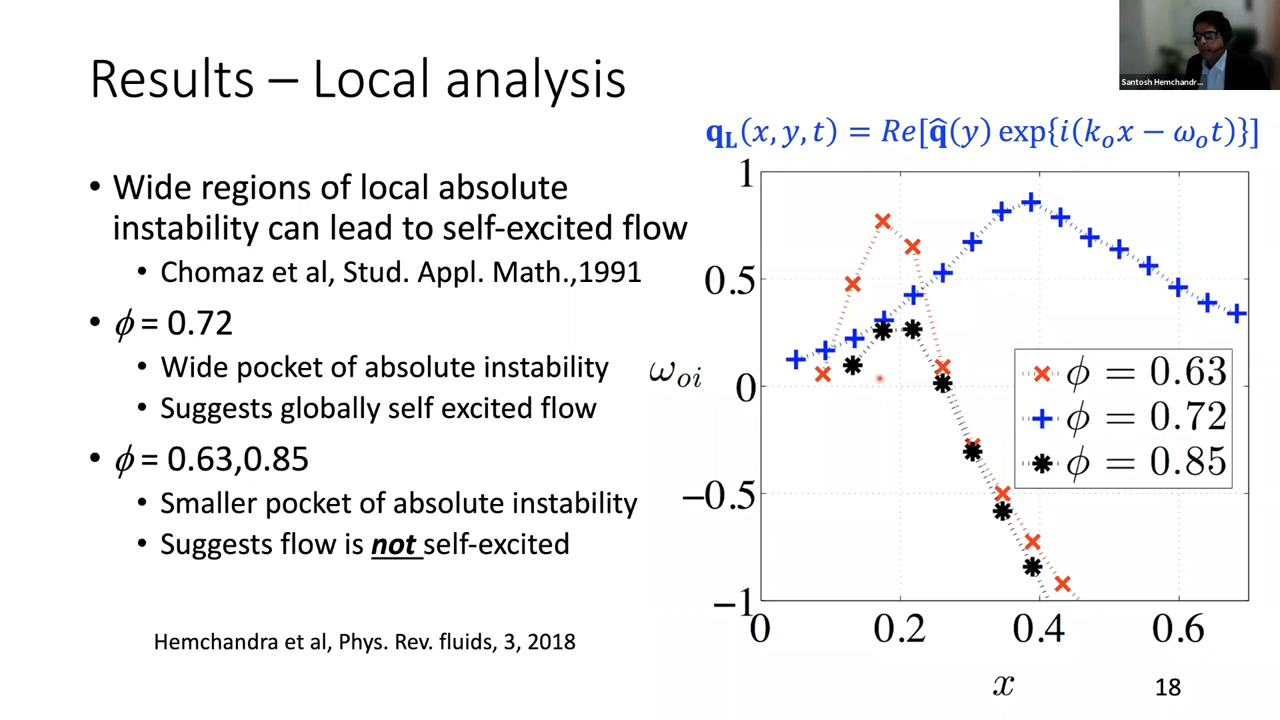 Results – Local analysis
Santosh Hemchandr...
q_L(x, y, t) = Re[q̂(y) exp{i(k_o x − ω_o t)}]
• Wide regions of local absolute
instability can lead to self-excited flow
• Chomaz et al, Stud. Appl. Math.,1991
• ϕ = 0.72
• Wide pocket of absolute instability
• Suggests globally self excited flow
• ϕ = 0.63,0.85
• Smaller pocket of absolute instability
• Suggests flow is not self-excited
Hemchandra et al, Phys. Rev. fluids, 3, 2018
1
0.5
0
−0.5
−1
ω_oi
ϕ = 0.63
ϕ = 0.72
ϕ = 0.85
0 0.2 0.4 0.6
x
18